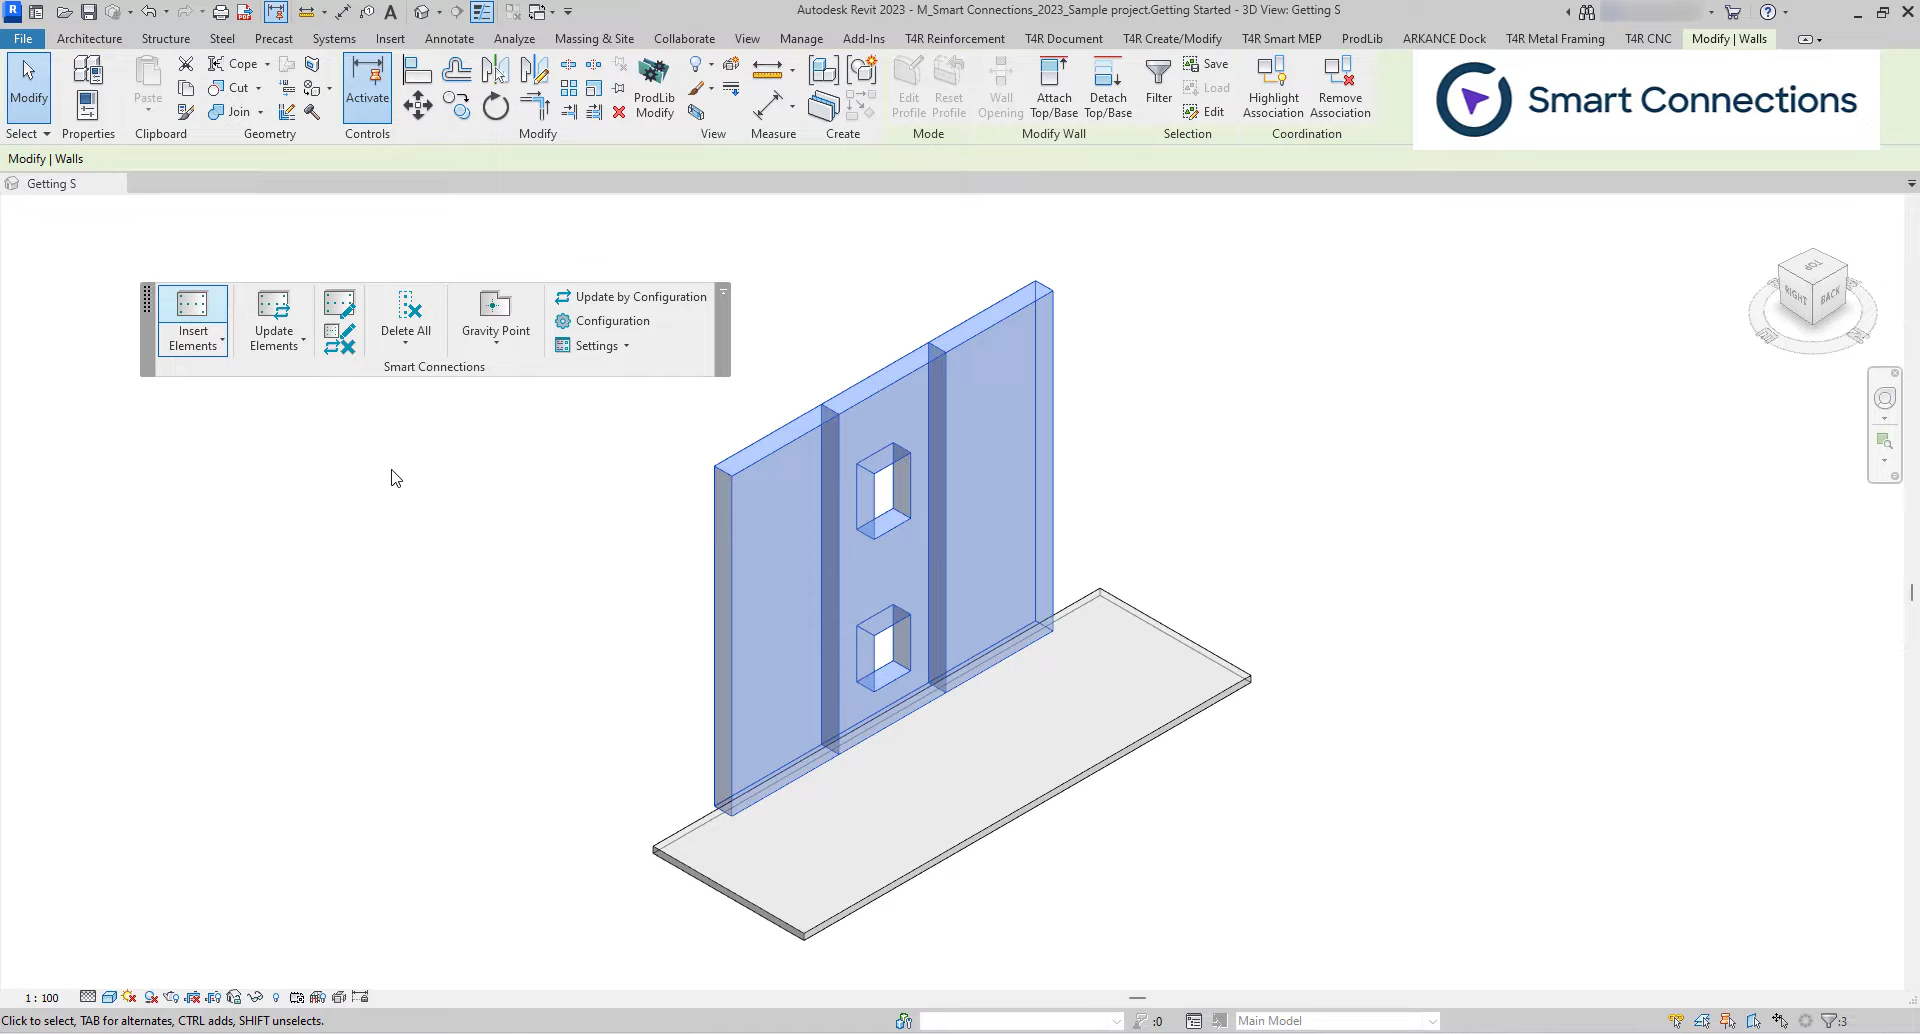 Autodesk Revit 2023 - M_Smart Connections_2023_Sample project.Getting Started - 3D View: Getting S
File Architecture Structure Steel Precast Systems Insert Annotate Analyze Massing & Site Collaborate View Manage Add-Ins T4R Reinforcement T4R Document T4R Create/Modify T4R Smart MEP ProdLib ARKANCE Dock T4R Metal Framing T4R CNC Modify | Walls
Modify
Select
Properties
Paste
Clipboard
Cope
Cut
Join
Geometry
Activate
Controls
ProdLib
Modify
Modify
View
Measure
Create
Edit
Profile
Reset
Profile
Mode
Wall
Opening
Attach
Top/Base
Detach
Top/Base
Modify Wall
Filter
Save
Load
Edit
Selection
Highlight
Association
Remove
Association
Coordination
Smart Connections
Modify | Walls
Getting S
Insert
Elements
Update
Elements
Delete All
Gravity Point
Update by Configuration
Configuration
Settings
Smart Connections
TOP
RIGHT
BACK
1 : 100
Click to select, TAB for alternates, CTRL adds, SHIFT unselects.
:0
Main Model
:3